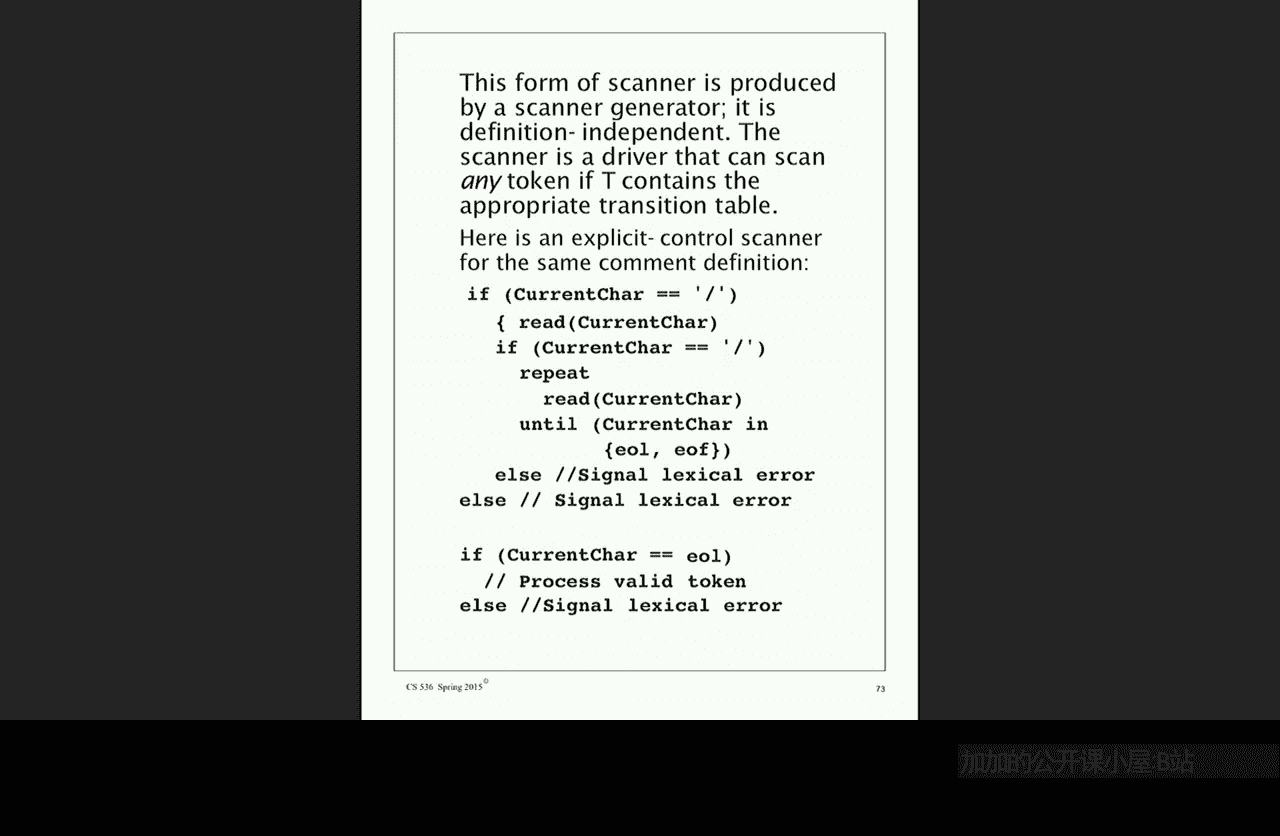 This form of scanner is produced
by a scanner generator; it is
definition- independent. The
scanner is a driver that can scan
any token if T contains the
appropriate transition table.
Here is an explicit- control scanner
for the same comment definition:
if (CurrentChar == '/')
{ read(CurrentChar)
if (CurrentChar == '/')
repeat
read(CurrentChar)
until (CurrentChar in
{eol, eof})
else //Signal lexical error
else // Signal lexical error
if (CurrentChar == eol)
// Process valid token
else //Signal lexical error
CS 536 Spring 2015©
73
加加的公开课小屋 B站